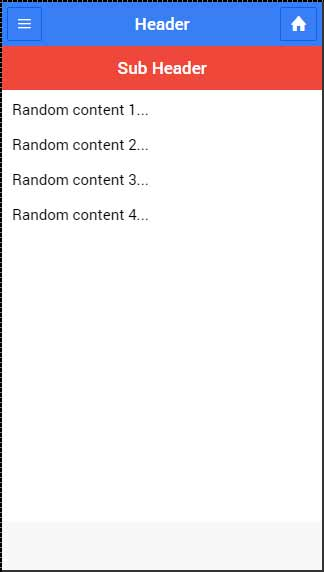 Header
Sub Header
Random content 1...
Random content 2...
Random content 3...
Random content 4...